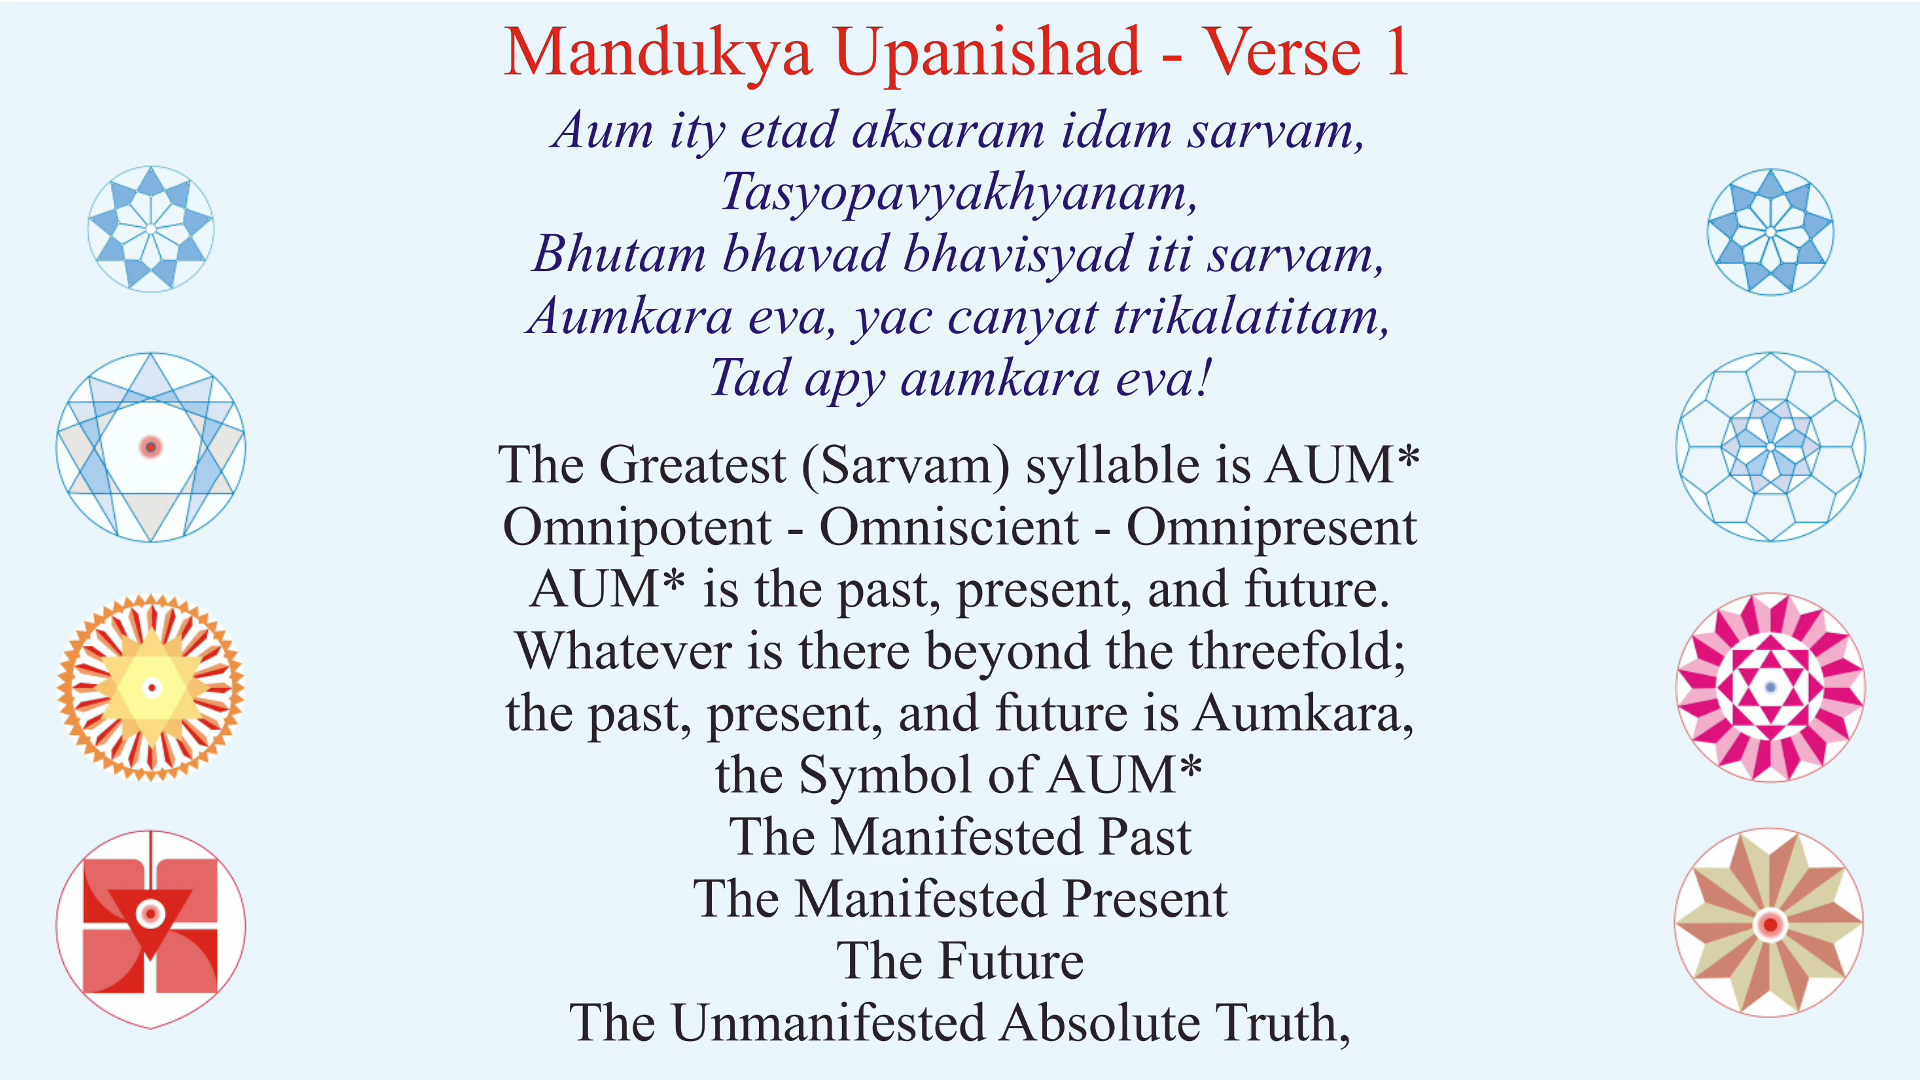 Mandukya Upanishad - Verse 1
Aum ity etad aksaram idam sarvam,
Tasyopavyakhyanam,
Bhutam bhavad bhavisyad iti sarvam,
Aumkara eva, yac canyat trikalatitam,
Tad apy aumkara eva!
The Greatest (Sarvam) syllable is AUM*
Omnipotent - Omniscient - Omnipresent
AUM* is the past, present, and future.
Whatever is there beyond the threefold;
the past, present, and future is Aumkara,
the Symbol of AUM*
The Manifested Past
The Manifested Present
The Future
The Unmanifested Absolute Truth,